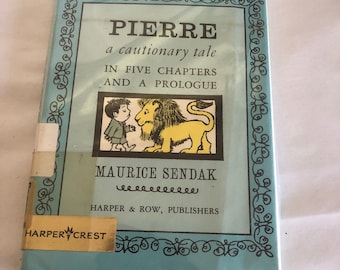 PIERRE
a cautionary tale
IN FIVE CHAPTERS
AND A PROLOGUE
MAURICE SENDAK
HARPER & ROW, PUBLISHERS
HARPER CREST